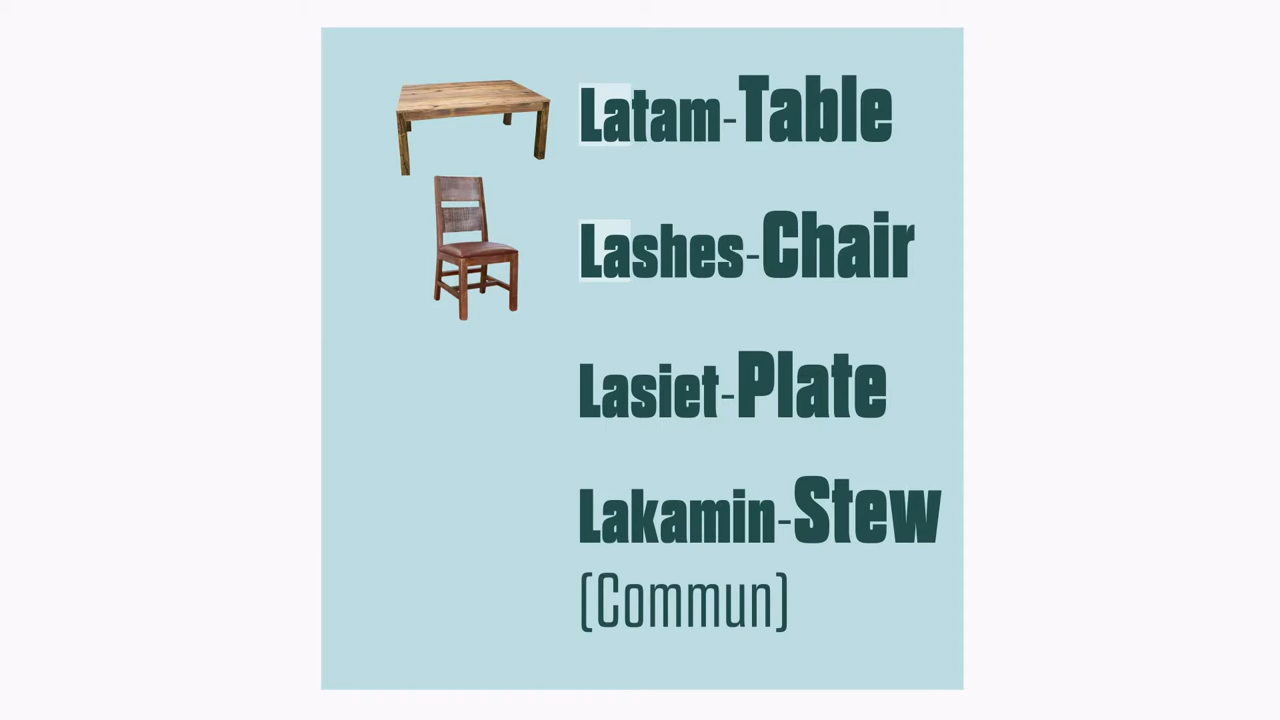 Latam-Table
Lashes-Chair
Lasiet-Plate
Lakamin-Stew
(Commun)